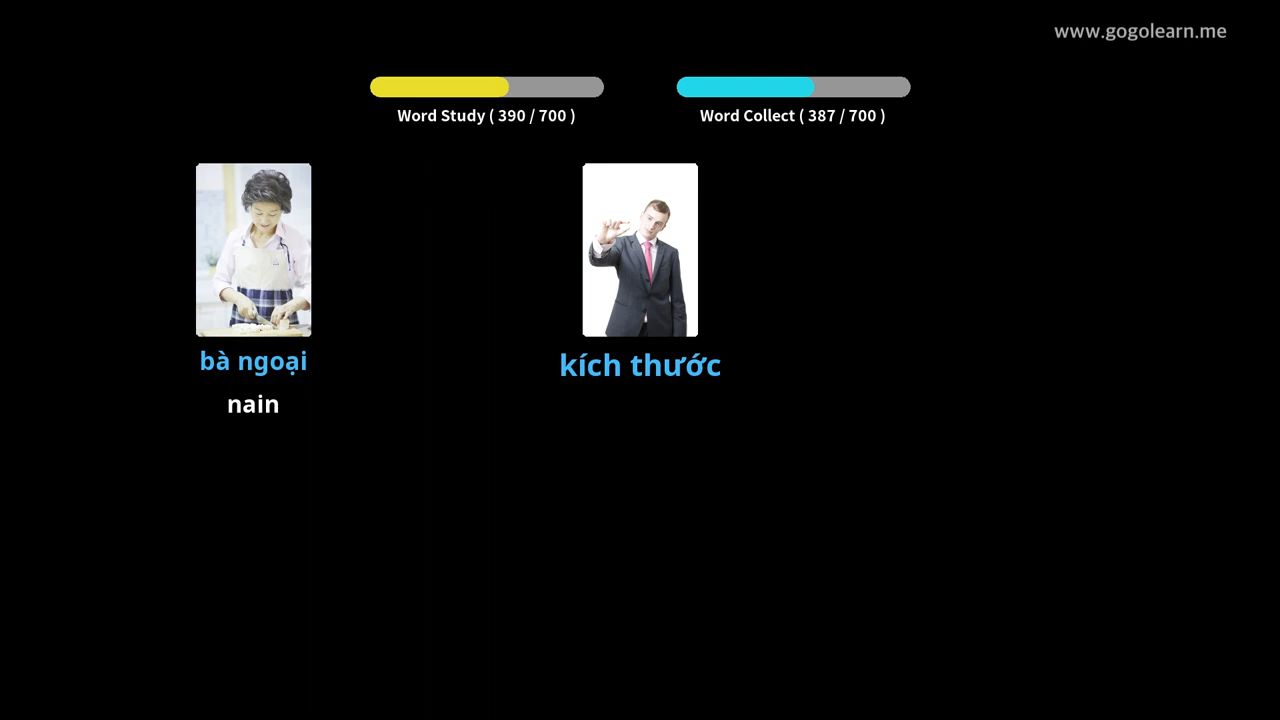 www.gogolearn.me
Word Study ( 390 / 700 )
Word Collect ( 387 / 700 )
bà ngoại
nain
kích thước